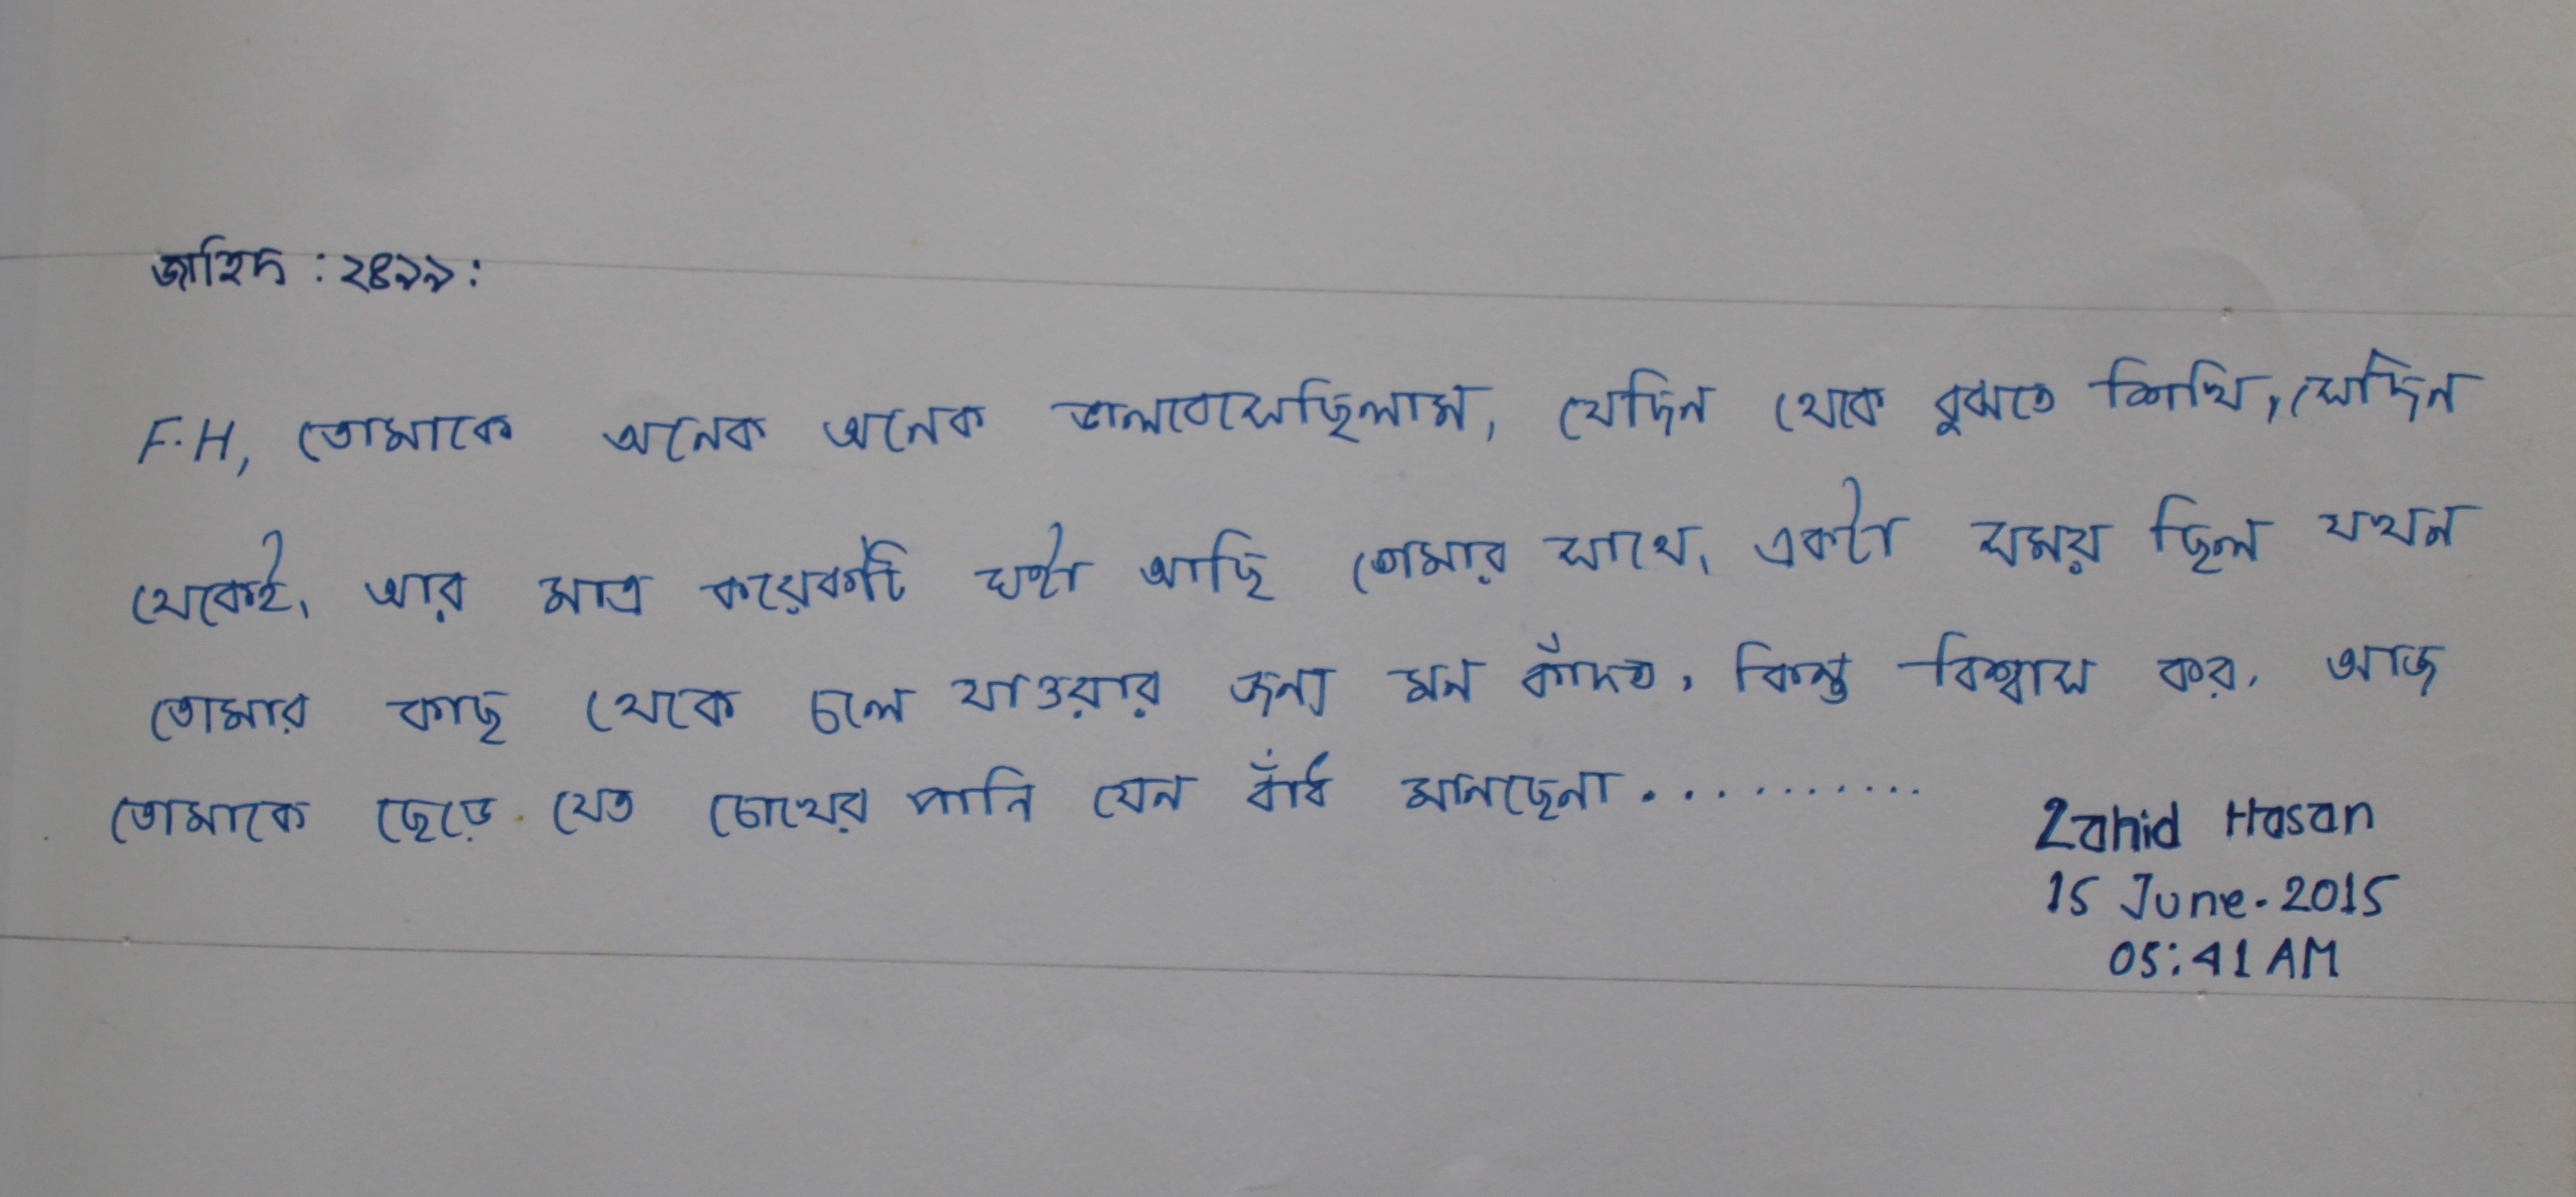 জাহিদ : ২৪৯৯ :
F.H, তোমাকে অনেক অনেক ভালবেসেছিলাম, যেদিন থেকে বুঝতে শিখি, সেদিন
থেকেই, আর মাত্র কয়েকটি ঘন্টা আছি তোমার সাথে, একটা সময় ছিল যখন
তোমার কাছ থেকে চলে যাওয়ার জন্য মন কাঁদত, কিন্তু বিশ্বাস কর, আজ
তোমাকে ছেড়ে যেত চোখের পানি যেন বাঁধ মানছেনা...........
Zahid Hasan
15 June. 2015
05:41 AM